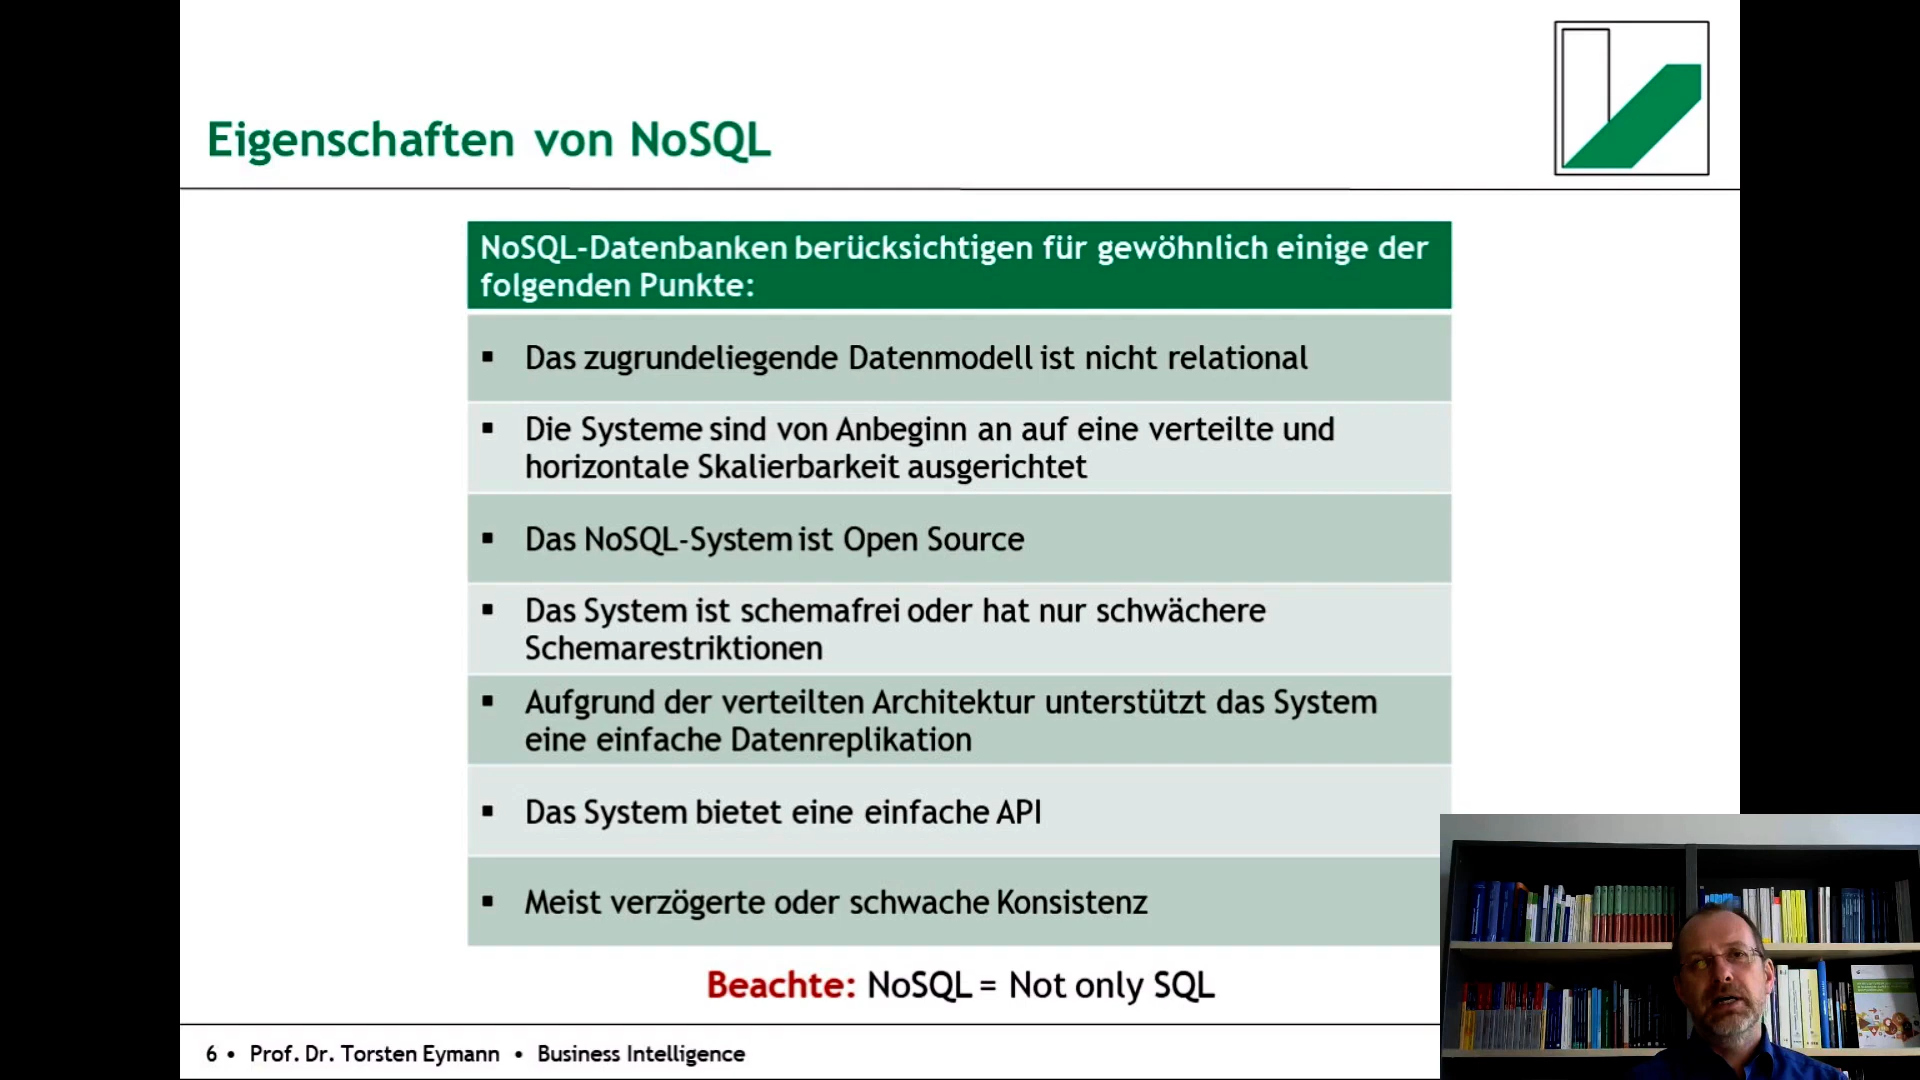 Eigenschaften von NoSQL
NoSQL-Datenbanken berücksichtigen für gewöhnlich einige der
folgenden Punkte:
▪ Das zugrundeliegende Datenmodell ist nicht relational
▪ Die Systeme sind von Anbeginn an auf eine verteilte und
horizontale Skalierbarkeit ausgerichtet
▪ Das NoSQL-System ist Open Source
▪ Das System ist schemafrei oder hat nur schwächere
Schemarestriktionen
▪ Aufgrund der verteilten Architektur unterstützt das System
eine einfache Datenreplikation
▪ Das System bietet eine einfache API
▪ Meist verzögerte oder schwache Konsistenz
Beachte: NoSQL = Not only SQL
6 • Prof. Dr. Torsten Eymann • Business Intelligence